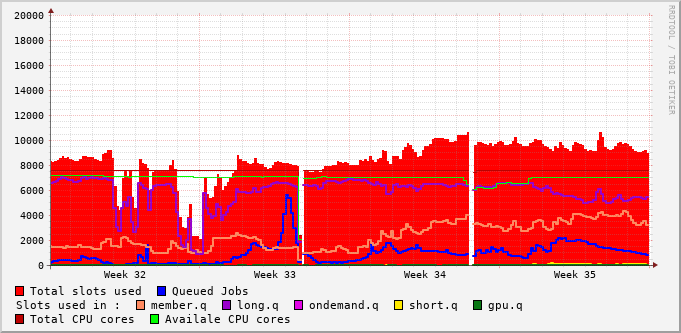 RRDTOOL / TOBI OETIKER
20000
18000
16000
14000
12000
10000
8000
6000
4000
2000
0
Week 32 Week 33 Week 34 Week 35
Total slots used Queued Jobs
Slots used in : member.q long.q ondemand.q short.q gpu.q
Total CPU cores Availale CPU cores